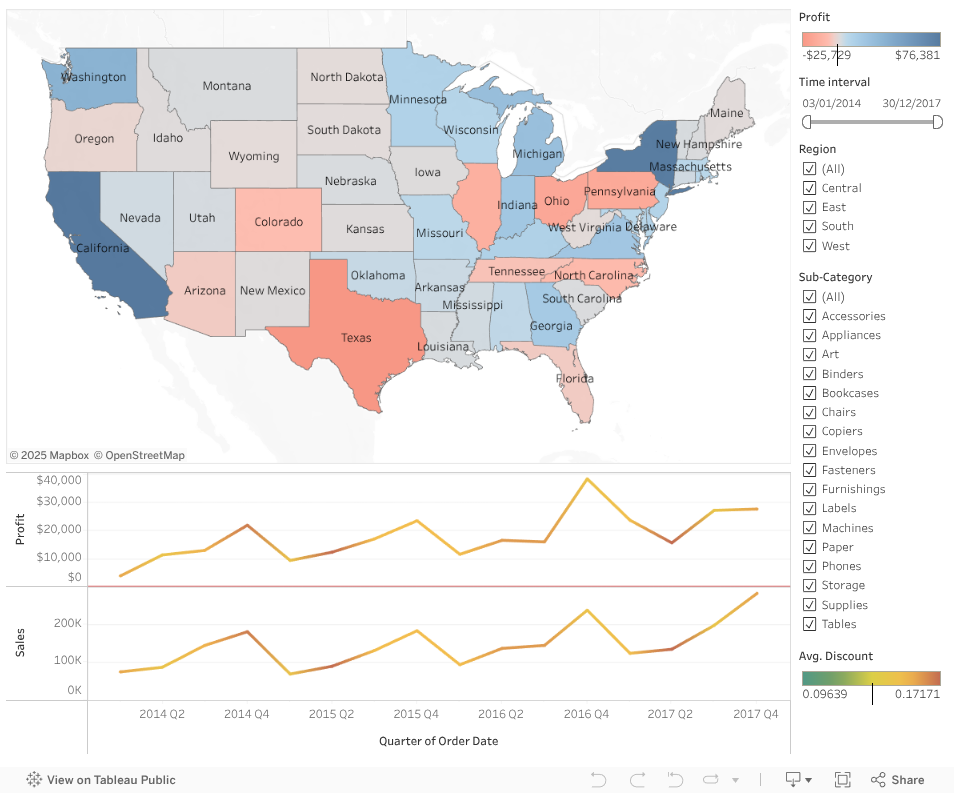 Washington
Montana
North Dakota
Minnesota
Oregon
Idaho
South Dakota
Wisconsin
Maine
New Hampshire
Wyoming
Michigan
Massachusetts
Nebraska
Iowa
Nevada
Utah
Colorado
Kansas
Missouri
Indiana
Ohio
Pennsylvania
West Virginia
Delaware
California
Arizona
New Mexico
Oklahoma
Arkansas
Tennessee
North Carolina
Mississippi
South Carolina
Georgia
Texas
Louisiana
Florida
© 2025 Mapbox © OpenStreetMap
Profit
-$25,729 $76,381
Time interval
03/01/2014 30/12/2017
Region
(All)
Central
East
South
West
Sub-Category
(All)
Accessories
Appliances
Art
Binders
Bookcases
Chairs
Copiers
Envelopes
Fasteners
Furnishings
Labels
Machines
Paper
Phones
Storage
Supplies
Tables
Avg. Discount
0.09639 0.17171
Profit
$40,000
$30,000
$20,000
$10,000
$0
Sales
200K
100K
0K
2014 Q2 2014 Q4 2015 Q2 2015 Q4 2016 Q2 2016 Q4 2017 Q2 2017 Q4
Quarter of Order Date
View on Tableau Public
Share